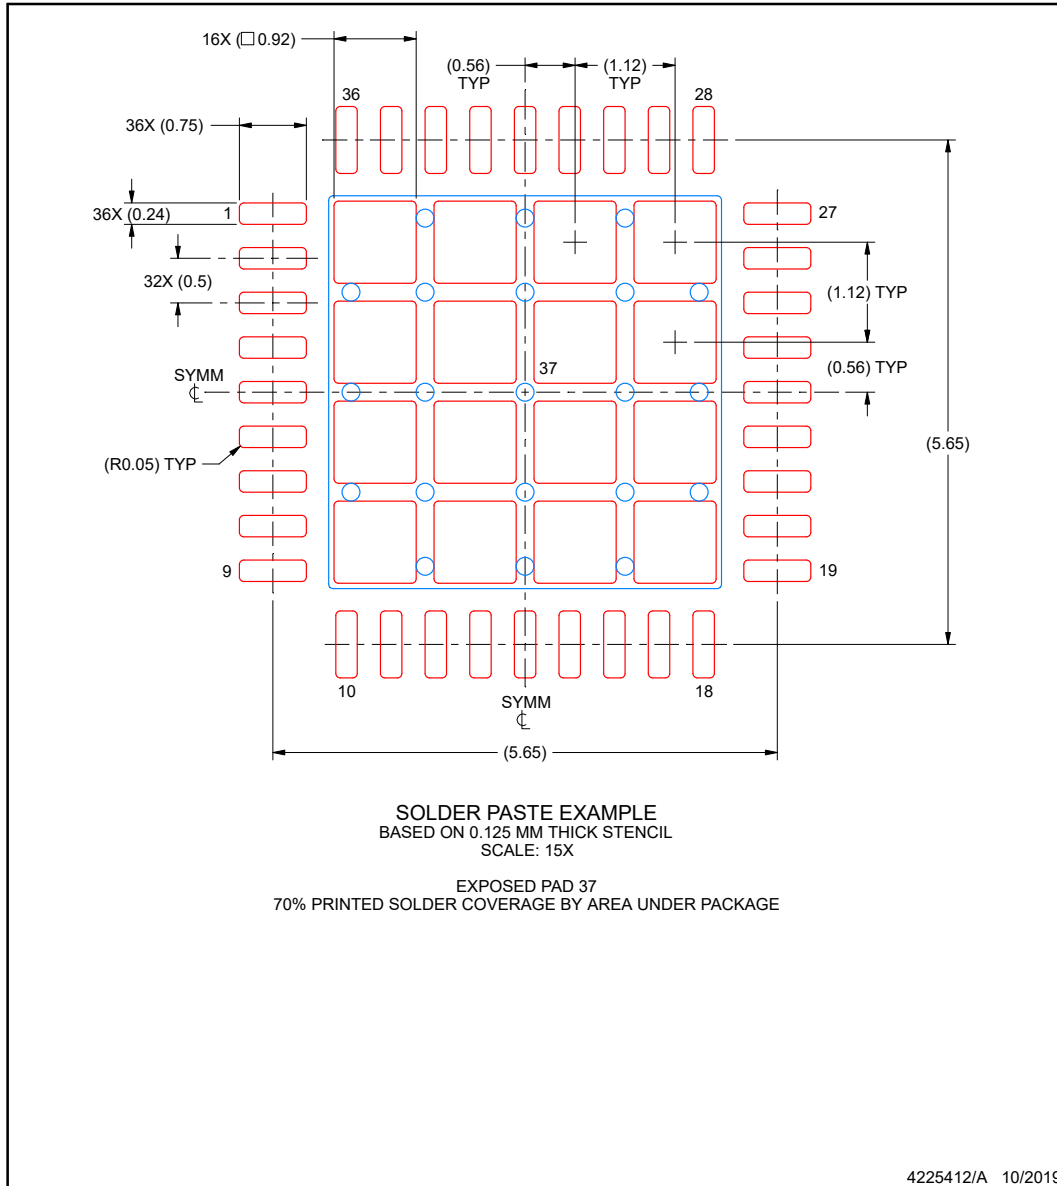 16X (□ 0.92)
(0.56)
TYP
(1.12)
TYP
36
28
36X (0.75)
36X (0.24)
1
27
32X (0.5)
(1.12) TYP
37
SYMM
℄
(0.56) TYP
(5.65)
(R0.05) TYP
9
19
10
18
SYMM
℄
(5.65)
SOLDER PASTE EXAMPLE
BASED ON 0.125 MM THICK STENCIL
SCALE: 15X
EXPOSED PAD 37
70% PRINTED SOLDER COVERAGE BY AREA UNDER PACKAGE
4225412/A 10/2019